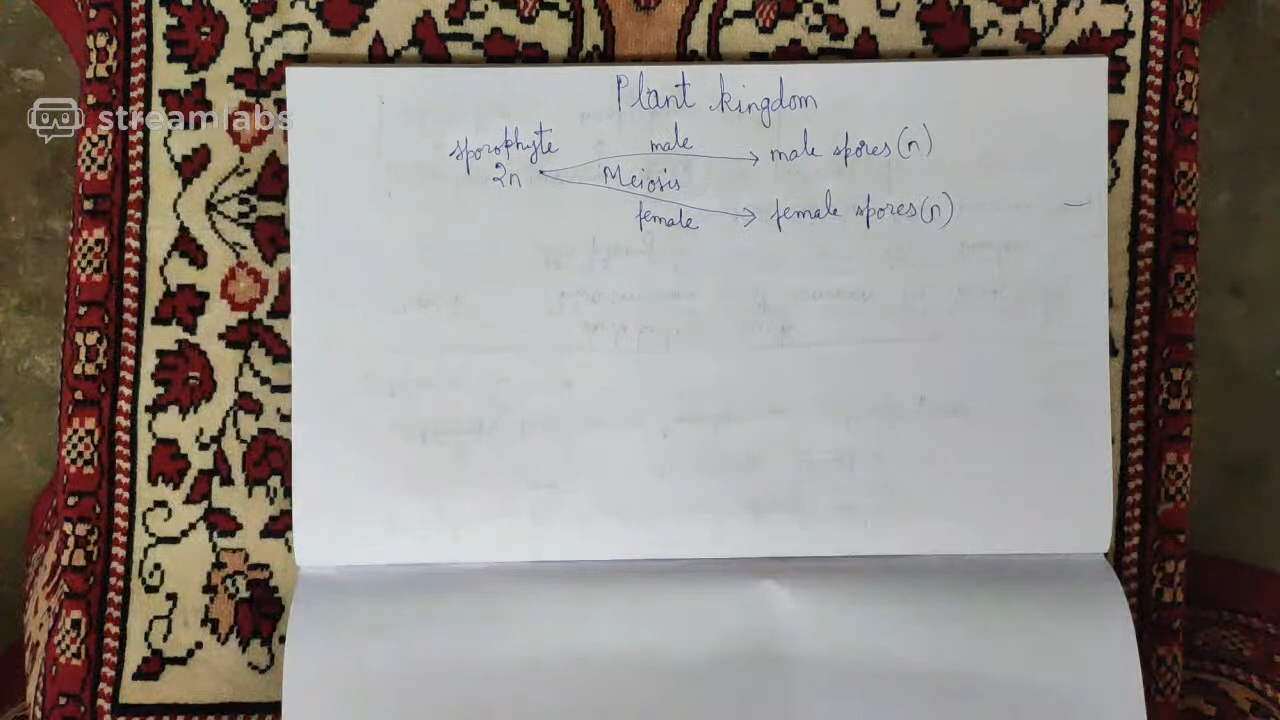 Plant kingdom
streamlabs
sporophyte male male spores (n)
2n Meiosis
female female spores (n)